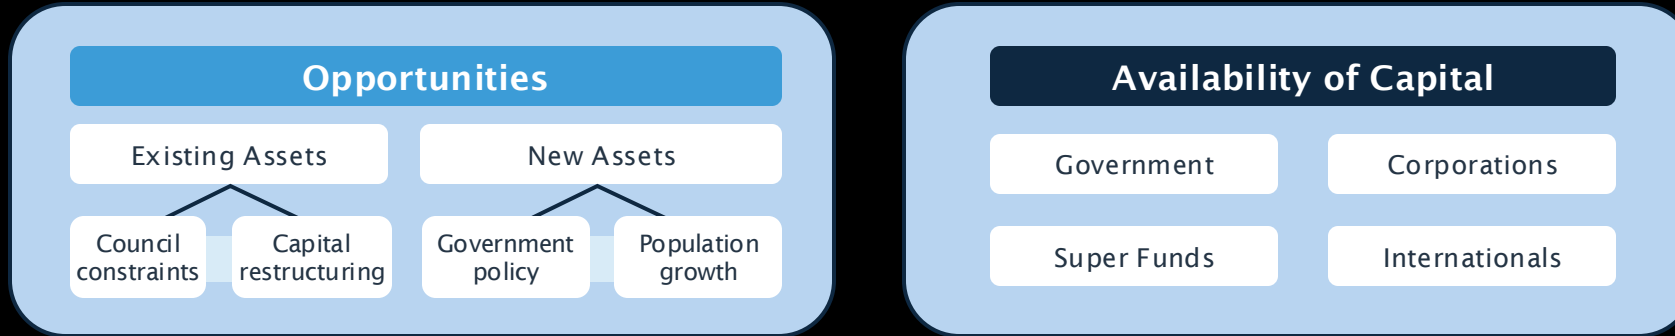 Opportunities
Existing Assets
New Assets
Council
constraints
Capital
restructuring
Government
policy
Population
growth
Availability of Capital
Government
Corporations
Super Funds
Internationals